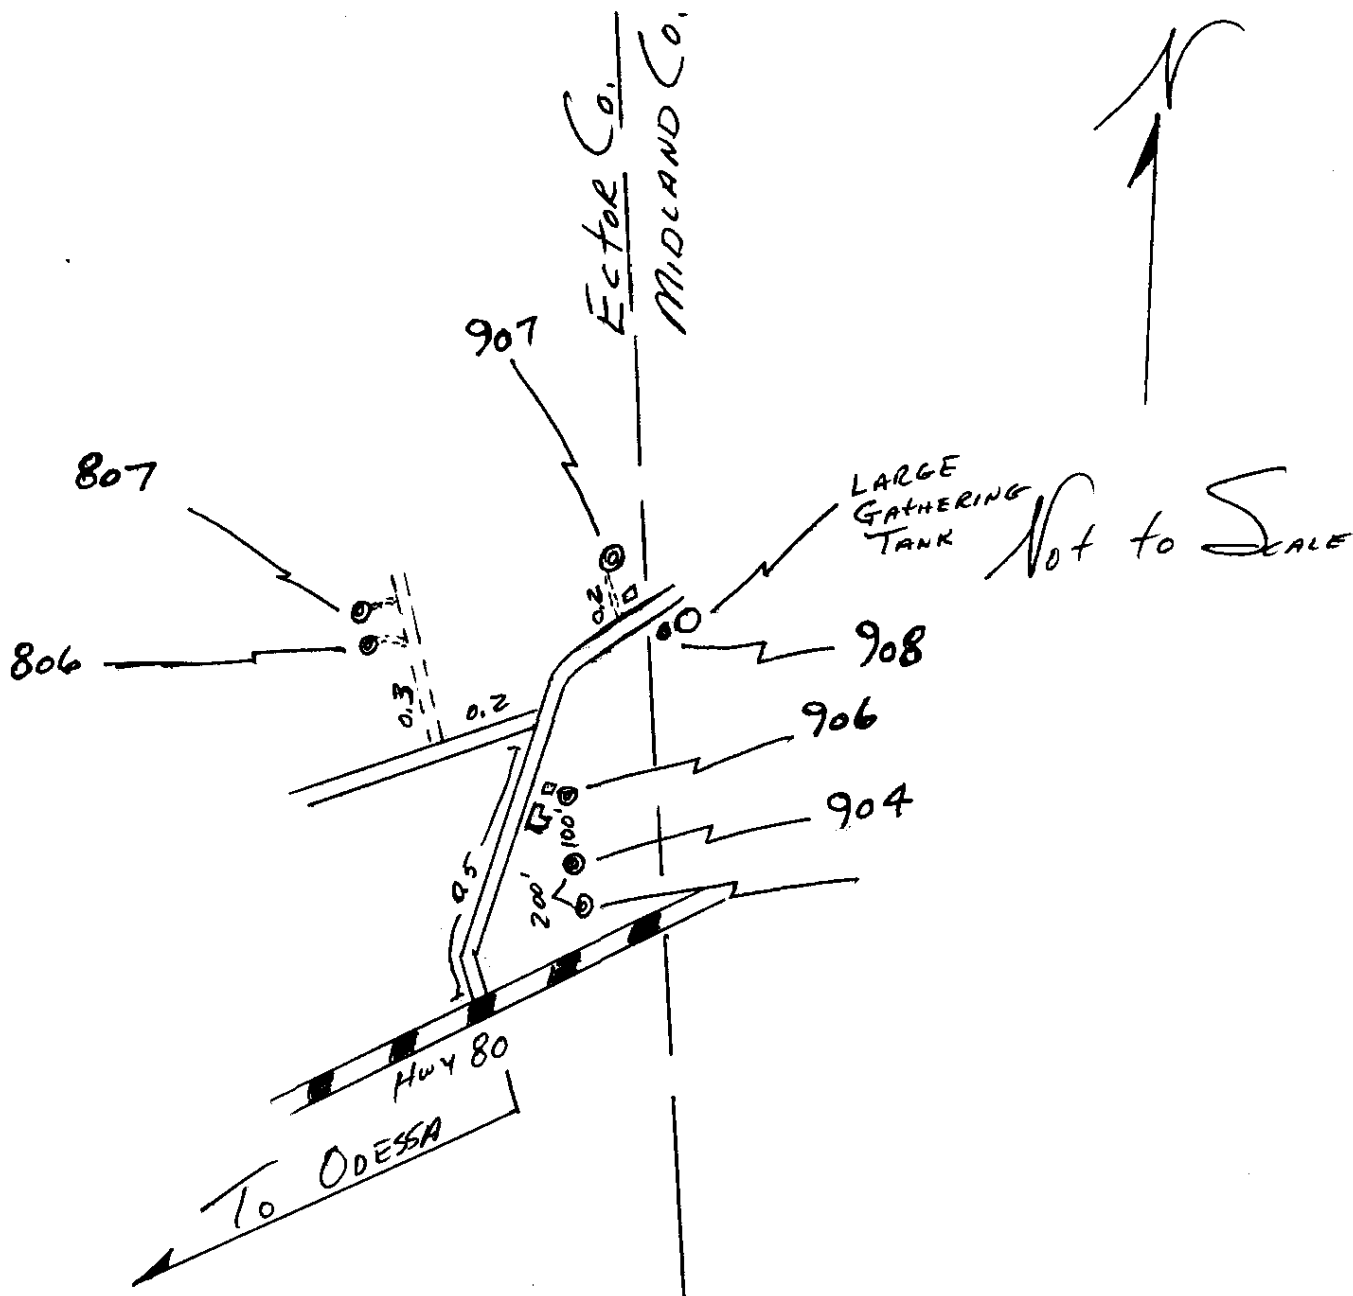 Ector Co.
MIDLAND Co.
N
907
807
LARGE
GATHERING
TANK
Not to SCALE
0.2
806
908
0.3
0.2
906
904
100'
0.5
200'
Hwy 80
To ODESSA